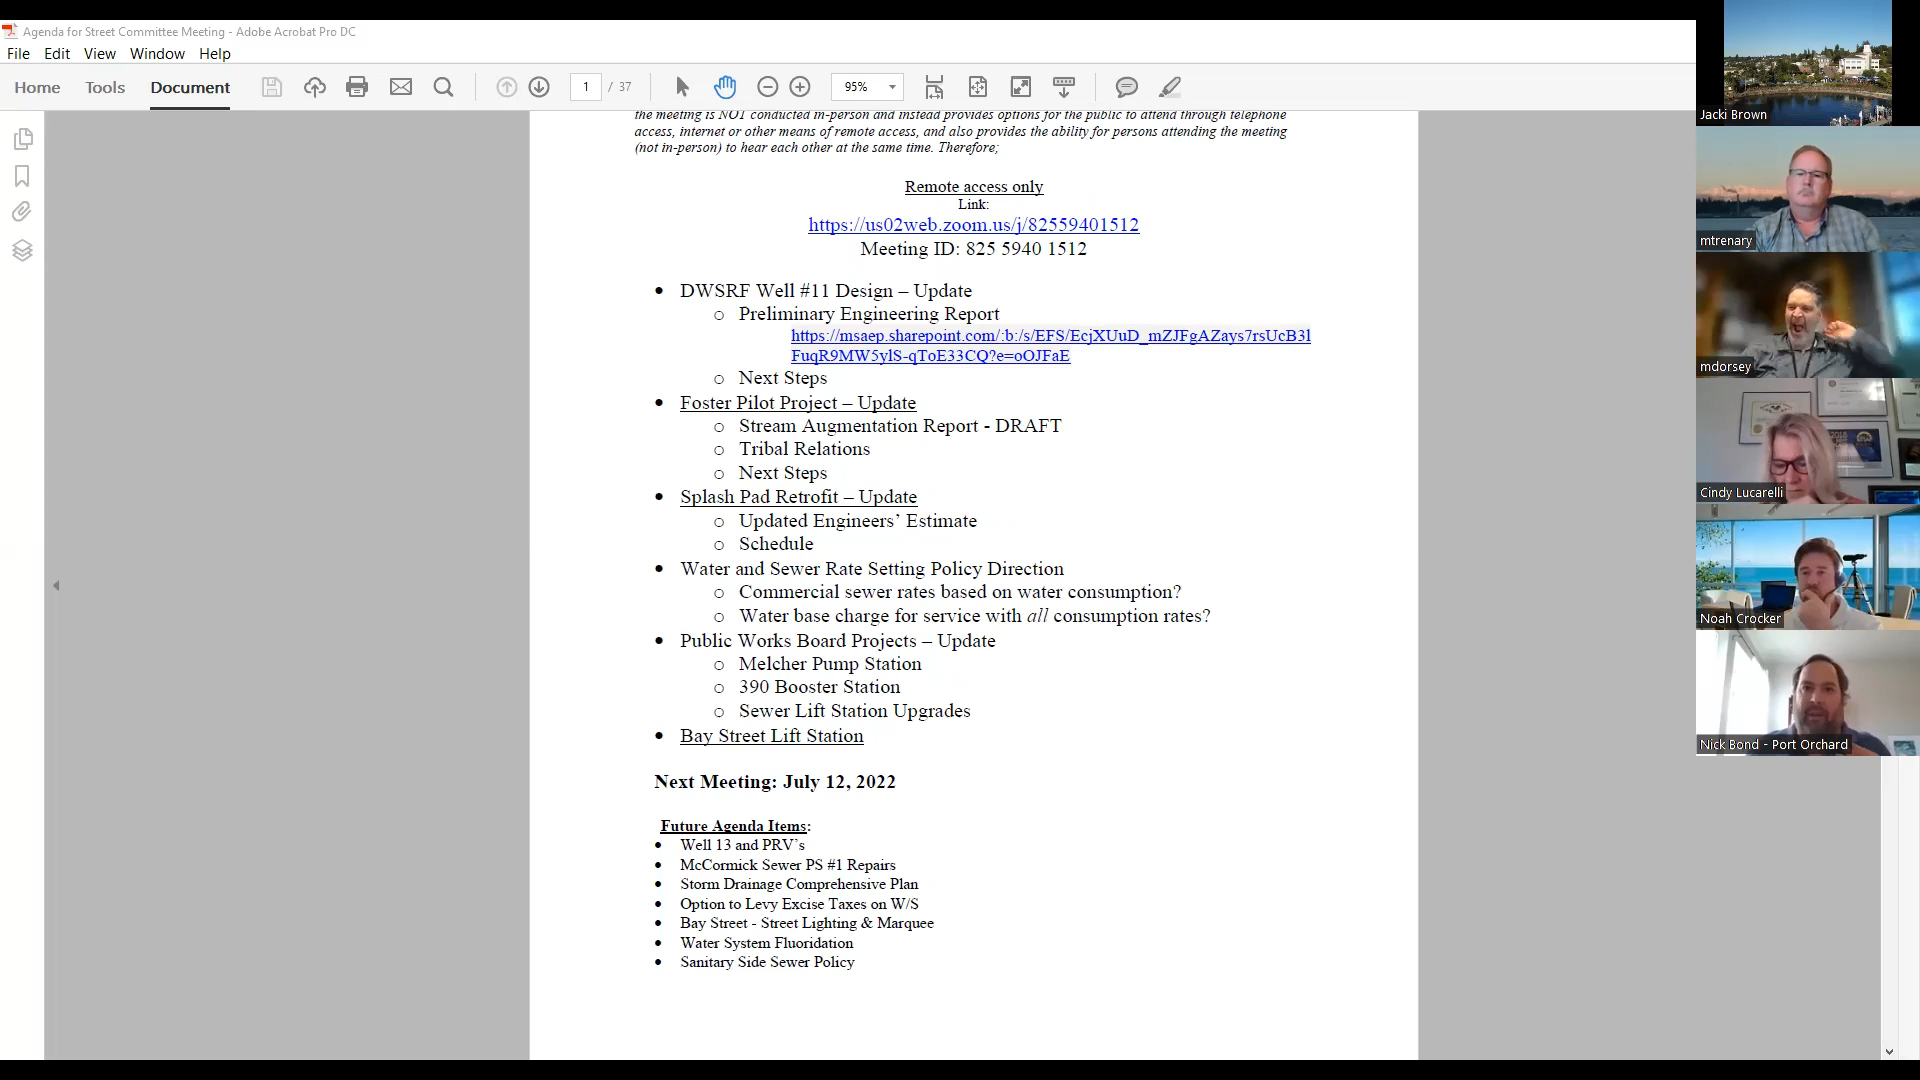 Agenda for Street Committee Meeting - Adobe Acrobat Pro DC
File Edit View Window Help
Home Tools Document 1 / 37 95%
the meeting is NOT conducted in-person and instead provides options for the public to attend through telephone
access, internet or other means of remote access, and also provides the ability for persons attending the meeting
(not in-person) to hear each other at the same time. Therefore;
Remote access only
Link:
https://us02web.zoom.us/j/82559401512
Meeting ID: 825 5940 1512
• DWSRF Well #11 Design – Update
o Preliminary Engineering Report
https://msaep.sharepoint.com/:b:/s/EFS/EcjXUuD_mZJFgAZays7rsUcB3l
FuqR9MW5ylS-qToE33CQ?e=oOJFaE
o Next Steps
• Foster Pilot Project – Update
o Stream Augmentation Report - DRAFT
o Tribal Relations
o Next Steps
• Splash Pad Retrofit – Update
o Updated Engineers’ Estimate
o Schedule
• Water and Sewer Rate Setting Policy Direction
o Commercial sewer rates based on water consumption?
o Water base charge for service with all consumption rates?
• Public Works Board Projects – Update
o Melcher Pump Station
o 390 Booster Station
o Sewer Lift Station Upgrades
• Bay Street Lift Station
Next Meeting: July 12, 2022
Future Agenda Items:
• Well 13 and PRV’s
• McCormick Sewer PS #1 Repairs
• Storm Drainage Comprehensive Plan
• Option to Levy Excise Taxes on W/S
• Bay Street - Street Lighting & Marquee
• Water System Fluoridation
• Sanitary Side Sewer Policy
Jacki Brown
mtrenary
mdorsey
Cindy Lucarelli
Noah Crocker
Nick Bond - Port Orchard